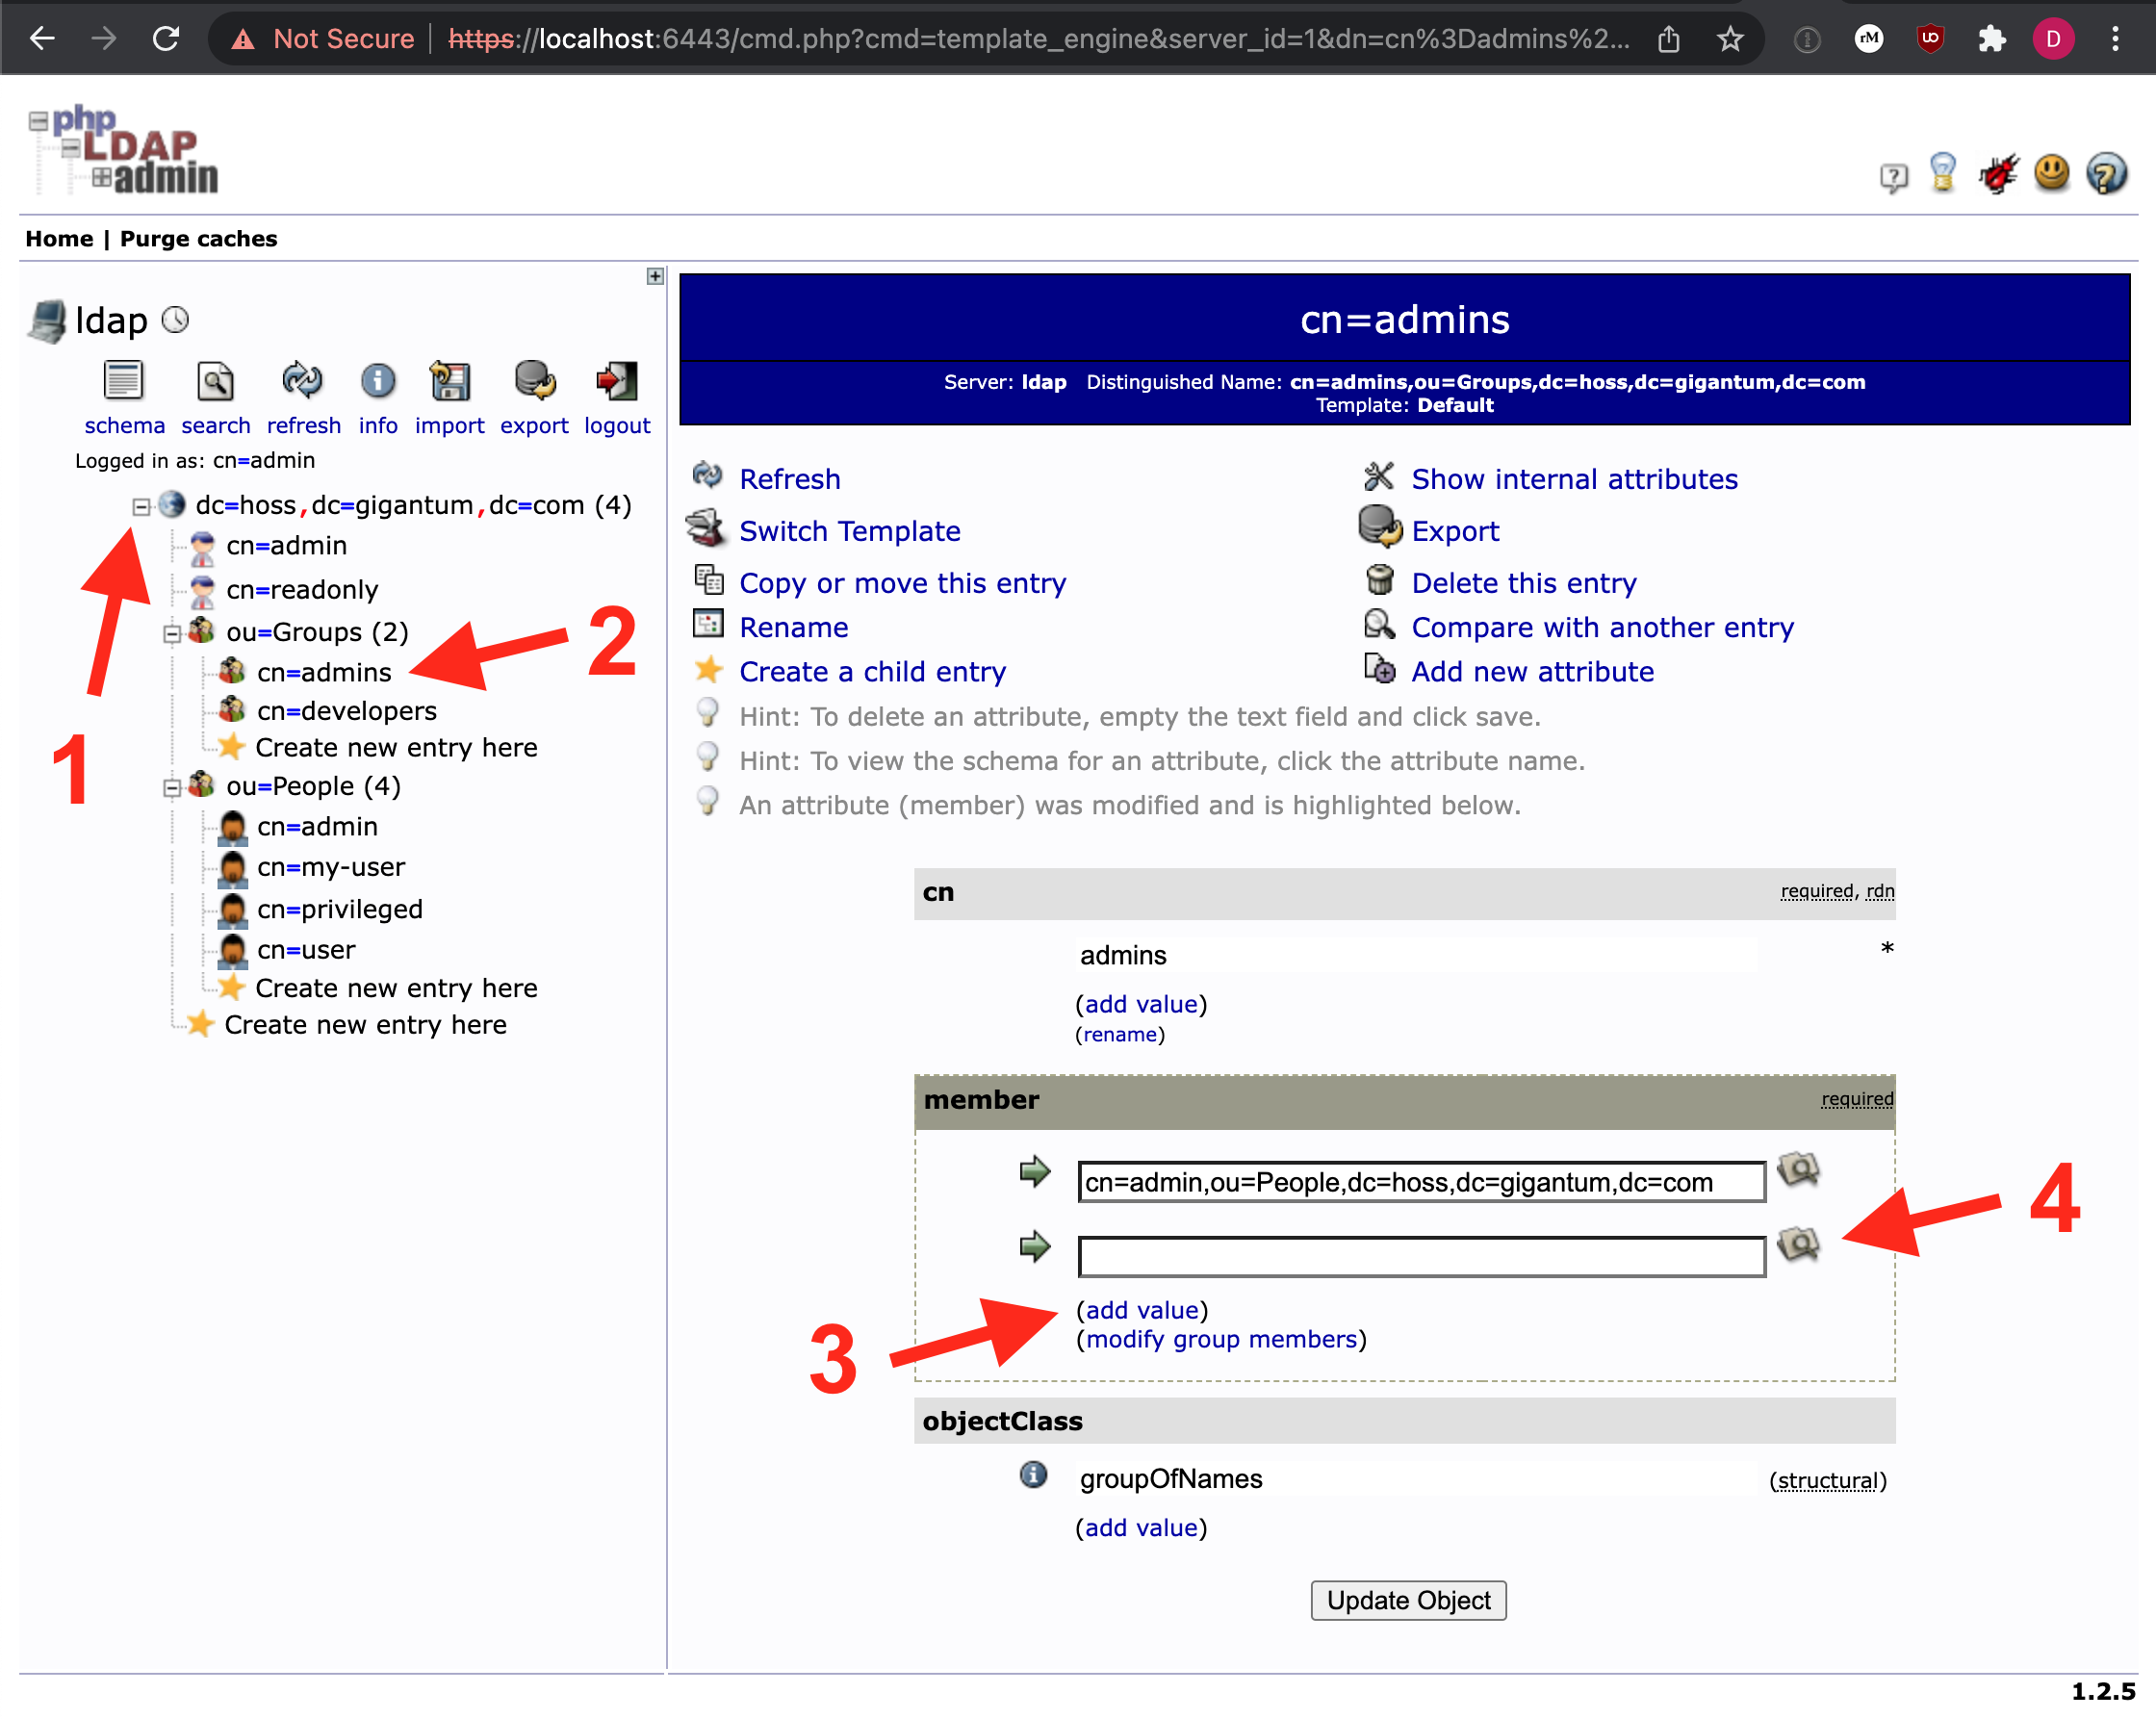 Not Secure https://localhost:6443/cmd.php?cmd=template_engine&server_id=1&dn=cn%3Dadmins%2...
rM
UO
D
php
LDAP
admin
Home | Purge caches
ldap
schema search refresh info import export logout
Logged in as: cn=admin
dc=hoss,dc=gigantum,dc=com (4)
cn=admin
cn=readonly
ou=Groups (2)
cn=admins
cn=developers
Create new entry here
ou=People (4)
cn=admin
cn=my-user
cn=privileged
cn=user
Create new entry here
Create new entry here
1
2
cn=admins
Server: ldap Distinguished Name: cn=admins,ou=Groups,dc=hoss,dc=gigantum,dc=com
Template: Default
Refresh
Show internal attributes
Switch Template
Export
Copy or move this entry
Delete this entry
Rename
Compare with another entry
Create a child entry
Add new attribute
Hint: To delete an attribute, empty the text field and click save.
Hint: To view the schema for an attribute, click the attribute name.
An attribute (member) was modified and is highlighted below.
cn required, rdn
admins *
(add value)
(rename)
member required
cn=admin,ou=People,dc=hoss,dc=gigantum,dc=com
4
(add value)
(modify group members)
3
objectClass
groupOfNames (structural)
(add value)
Update Object
1.2.5